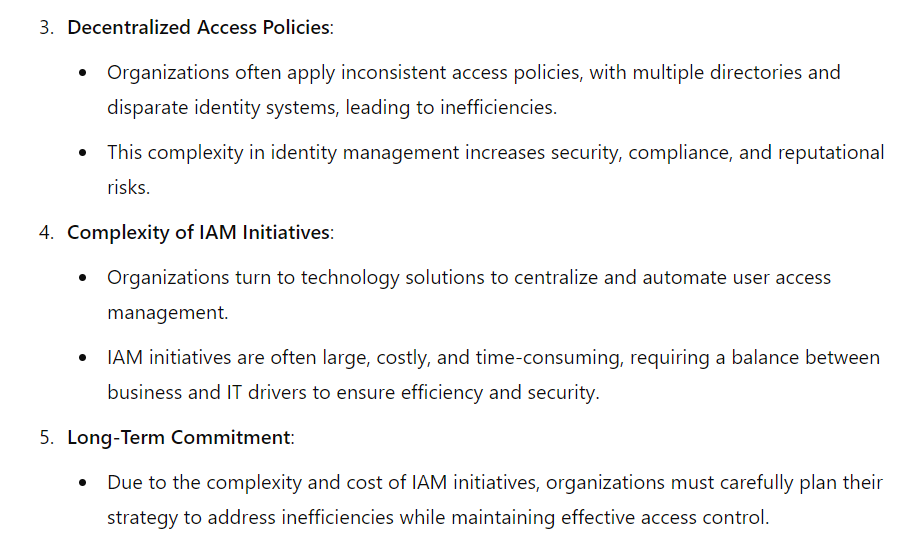 3. Decentralized Access Policies:
• Organizations often apply inconsistent access policies, with multiple directories and
disparate identity systems, leading to inefficiencies.
• This complexity in identity management increases security, compliance, and reputational
risks.
4. Complexity of IAM Initiatives:
• Organizations turn to technology solutions to centralize and automate user access
management.
• IAM initiatives are often large, costly, and time-consuming, requiring a balance between
business and IT drivers to ensure efficiency and security.
5. Long-Term Commitment:
• Due to the complexity and cost of IAM initiatives, organizations must carefully plan their
strategy to address inefficiencies while maintaining effective access control.